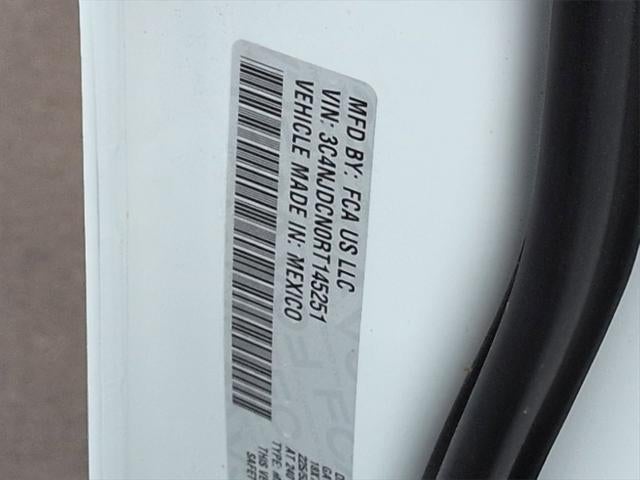 MFD BY: FCA US LLC
VIN: 3C4NJDCN0RT145251
VEHICLE MADE IN: MEXICO